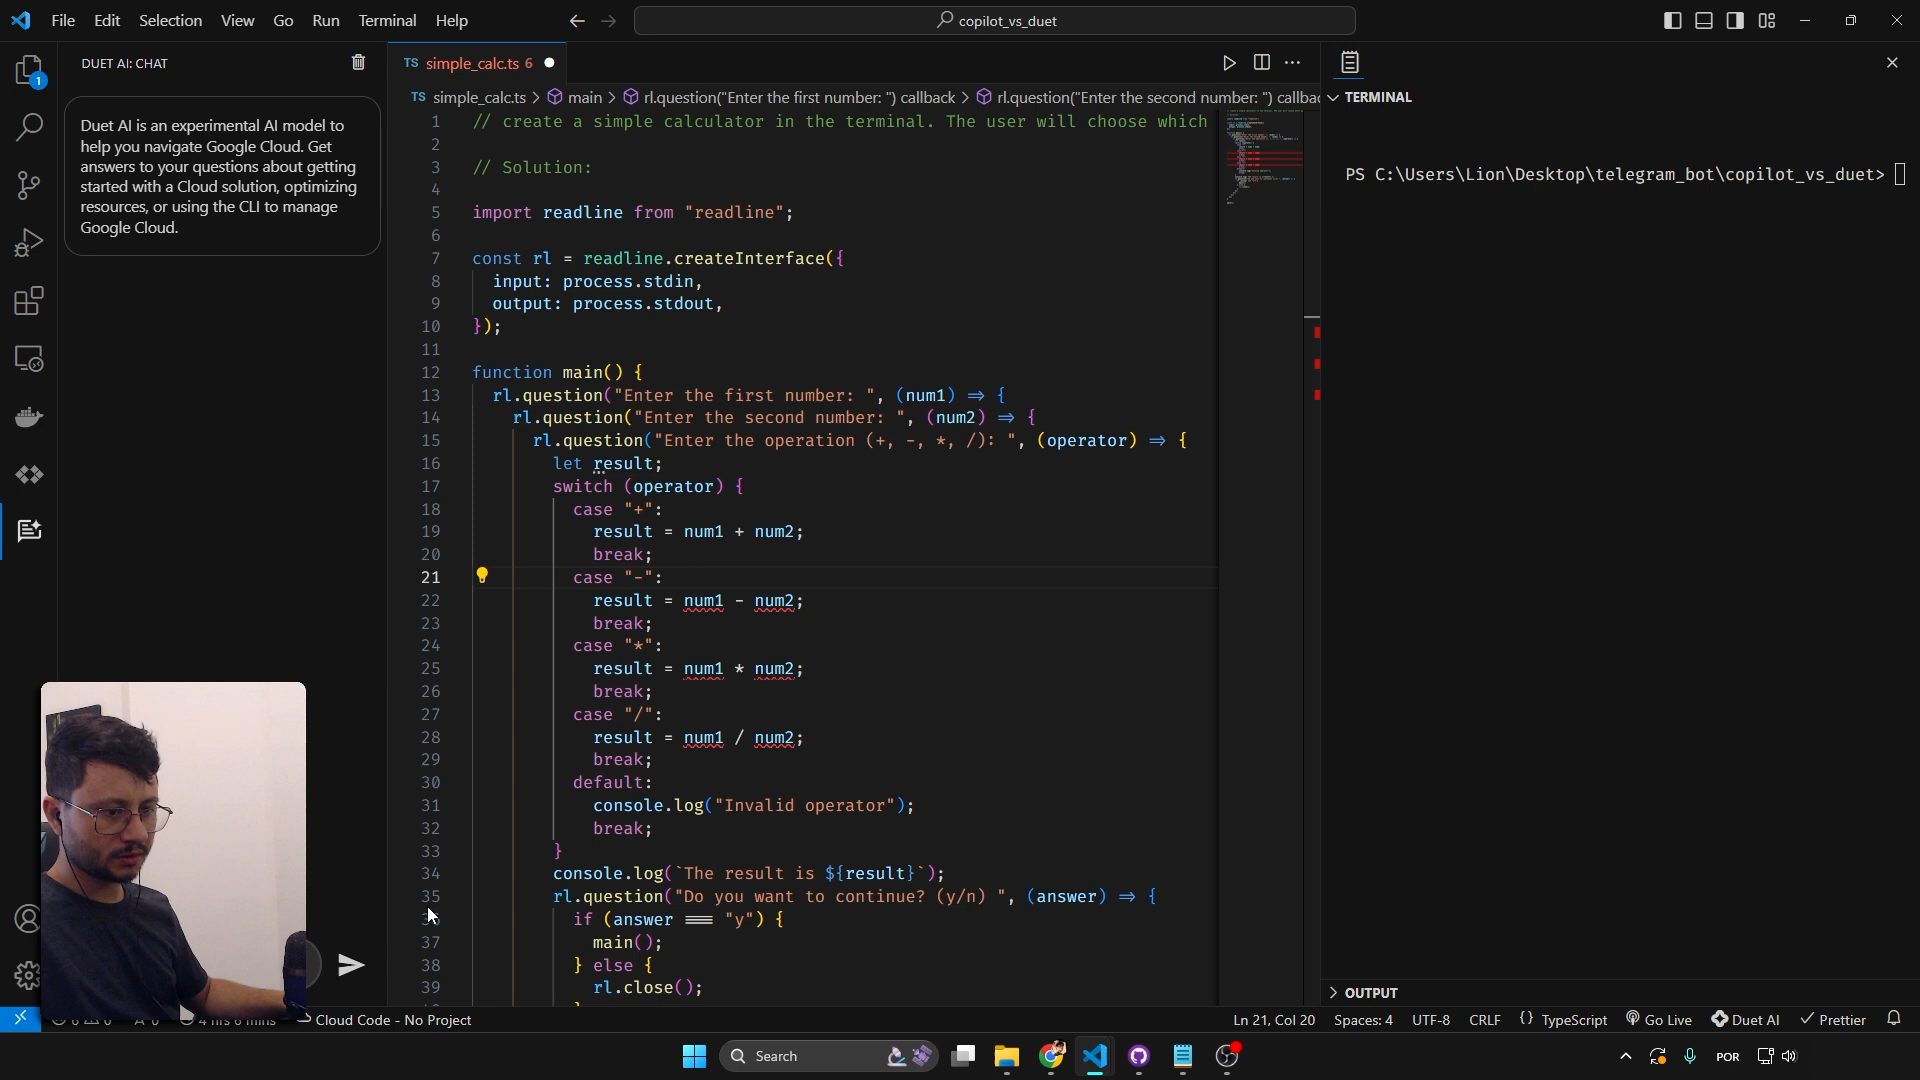 File Edit Selection View Go Run Terminal Help
copilot_vs_duet
DUET AI: CHAT
1
Duet AI is an experimental AI model to
help you navigate Google Cloud. Get
answers to your questions about getting
started with a Cloud solution, optimizing
resources, or using the CLI to manage
Google Cloud.
TS simple_calc.ts 6
TS simple_calc.ts > main > rl.question("Enter the first number: ") callback > rl.question("Enter the second number: ") callba
1 // create a simple calculator in the terminal. The user will choose which
2
3 // Solution:
4
5 import readline from "readline";
6
7 const rl = readline.createInterface({
8 input: process.stdin,
9 output: process.stdout,
10 });
11
12 function main() {
13 rl.question("Enter the first number: ", (num1) => {
14 rl.question("Enter the second number: ", (num2) => {
15 rl.question("Enter the operation (+, -, *, /): ", (operator) => {
16 let result;
17 switch (operator) {
18 case "+":
19 result = num1 + num2;
20 break;
21 case "-":
22 result = num1 - num2;
23 break;
24 case "*":
25 result = num1 * num2;
26 break;
27 case "/":
28 result = num1 / num2;
29 break;
30 default:
31 console.log("Invalid operator");
32 break;
33 }
34 console.log(`The result is ${result}`);
35 rl.question("Do you want to continue? (y/n) ", (answer) => {
if (answer === "y") {
37 main();
38 } else {
39 rl.close();
TERMINAL
PS C:\Users\Lion\Desktop\telegram_bot\copilot_vs_duet>
OUTPUT
Cloud Code - No Project
Ln 21, Col 20 Spaces: 4 UTF-8 CRLF {} TypeScript Go Live Duet AI Prettier
Search
POR